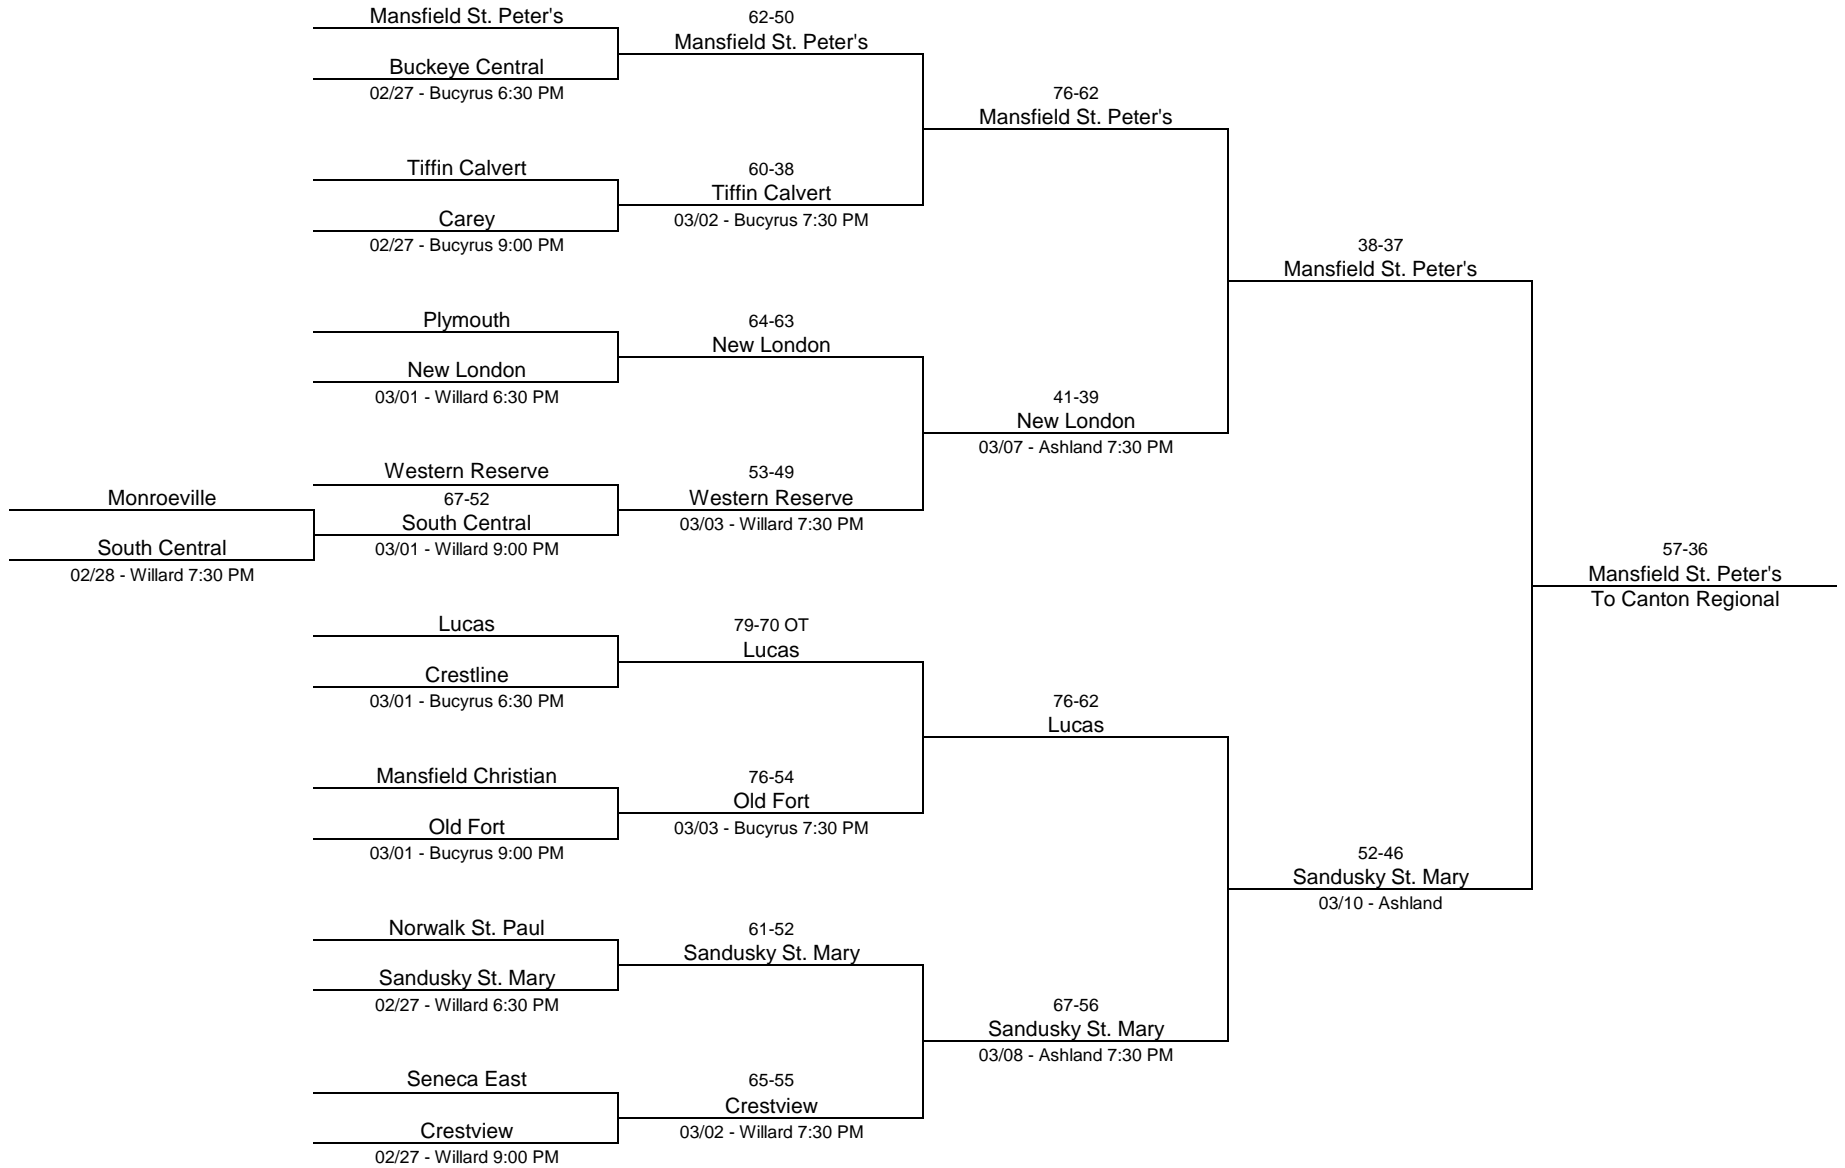 Mansfield St. Peter's
Buckeye Central
02/27 - Bucyrus 6:30 PM
Tiffin Calvert
Carey
02/27 - Bucyrus 9:00 PM
Plymouth
New London
03/01 - Willard 6:30 PM
Monroeville
South Central
02/28 - Willard 7:30 PM
Western Reserve
67-52
South Central
03/01 - Willard 9:00 PM
Lucas
Crestline
03/01 - Bucyrus 6:30 PM
Mansfield Christian
Old Fort
03/01 - Bucyrus 9:00 PM
Norwalk St. Paul
Sandusky St. Mary
02/27 - Willard 6:30 PM
Seneca East
Crestview
02/27 - Willard 9:00 PM
62-50
Mansfield St. Peter's
60-38
Tiffin Calvert
03/02 - Bucyrus 7:30 PM
64-63
New London
53-49
Western Reserve
03/03 - Willard 7:30 PM
79-70 OT
Lucas
76-54
Old Fort
03/03 - Bucyrus 7:30 PM
61-52
Sandusky St. Mary
65-55
Crestview
03/02 - Willard 7:30 PM
76-62
Mansfield St. Peter's
41-39
New London
03/07 - Ashland 7:30 PM
76-62
Lucas
67-56
Sandusky St. Mary
03/08 - Ashland 7:30 PM
38-37
Mansfield St. Peter's
52-46
Sandusky St. Mary
03/10 - Ashland
57-36
Mansfield St. Peter's
To Canton Regional